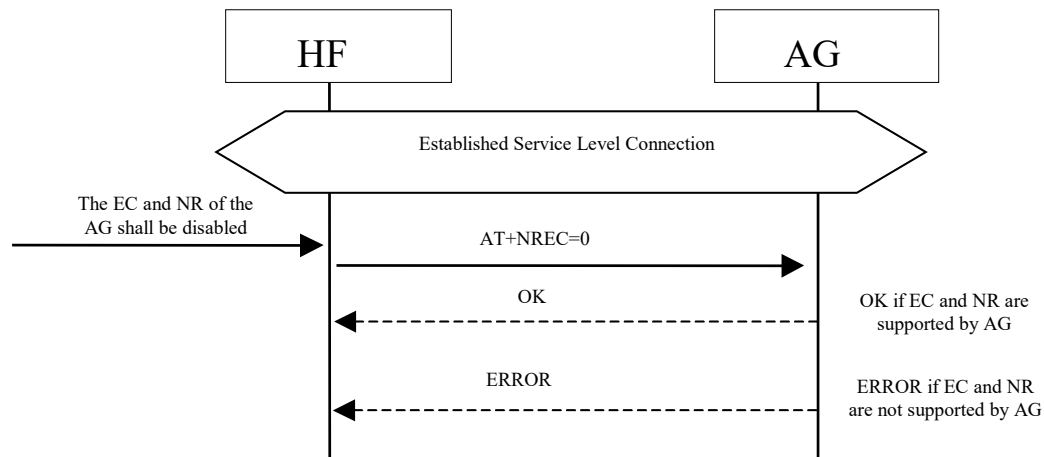 HF
AG
Established Service Level Connection
The EC and NR of the
AG shall be disabled
AT+NREC=0
OK
OK if EC and NR are
supported by AG
ERROR
ERROR if EC and NR
are not supported by AG